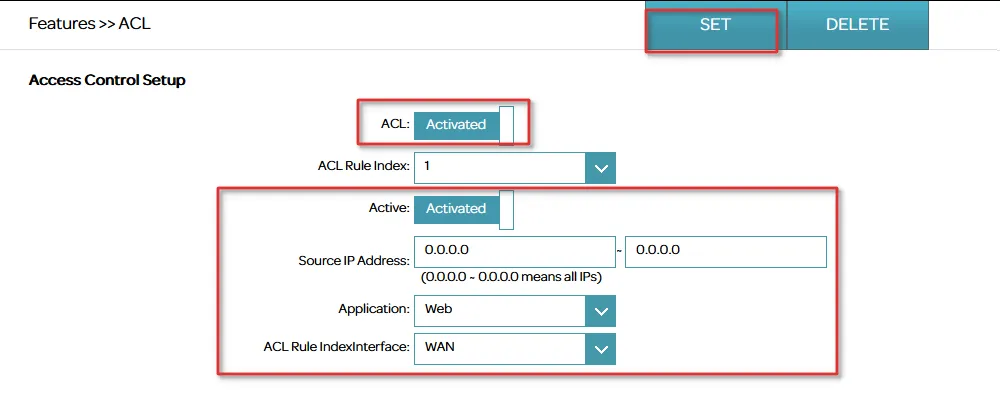 Features >> ACL
SET
DELETE
Access Control Setup
ACL: Activated
ACL Rule Index: 1
Active: Activated
Source IP Address: 0.0.0.0 ~ 0.0.0.0
(0.0.0.0 ~ 0.0.0.0 means all IPs)
Application: Web
ACL Rule IndexInterface: WAN